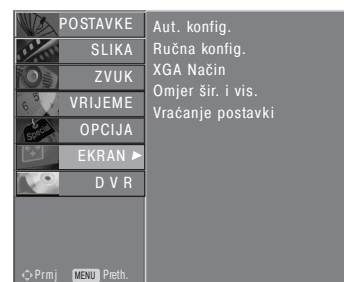 POSTAVKE
SLIKA
ZVUK
VRIJEME
OPCIJA
EKRAN ►
D V R
Aut. konfig.
Ručna konfig.
XGA Način
Omjer šir. i vis.
Vraćanje postavki
Prmj MENU Preth.
Special